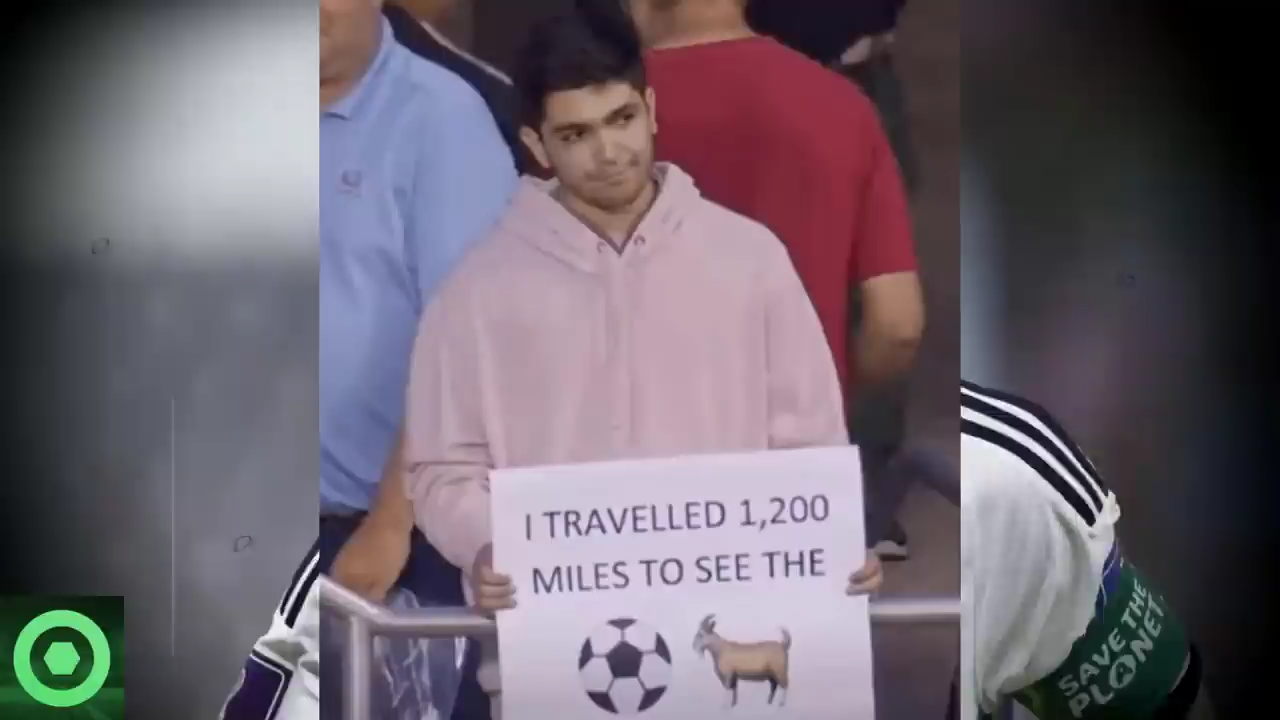 I TRAVELLED 1,200
MILES TO SEE THE
SAVE THE
PLANET.